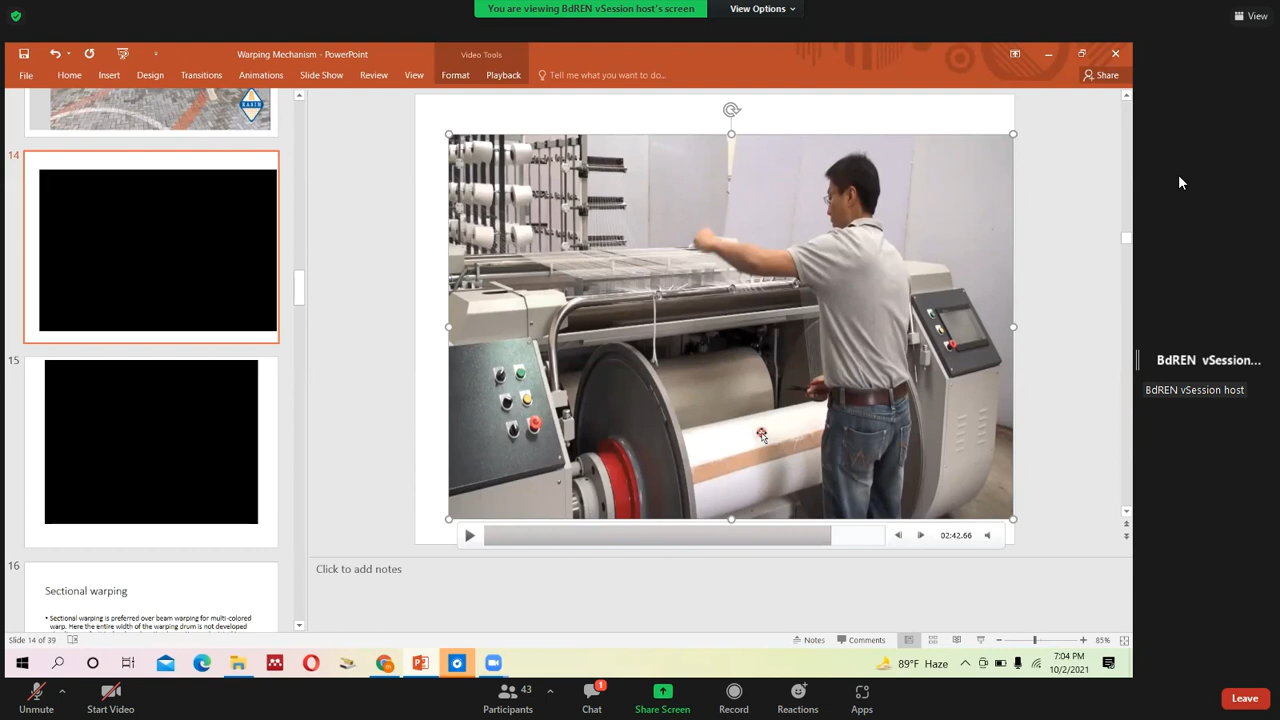 You are viewing BdREN vSession host's screen
View Options
View
Warping Mechanism - PowerPoint
Video Tools
File
Home
Insert
Design
Transitions
Animations
Slide Show
Review
View
Format
Playback
Tell me what you want to do...
Share
14
15
16
Sectional warping
• Sectional warping is preferred over beam warping for multi-colored
warp. Here the entire width of the warping drum is not developed
02:42.66
Click to add notes
BdREN vSession...
BdREN vSession host
Slide 14 of 39
Notes
Comments
85%
89°F Haze
7:04 PM
10/2/2021
Unmute
Start Video
43
Participants
1
Chat
Share Screen
Record
Reactions
Apps
Leave